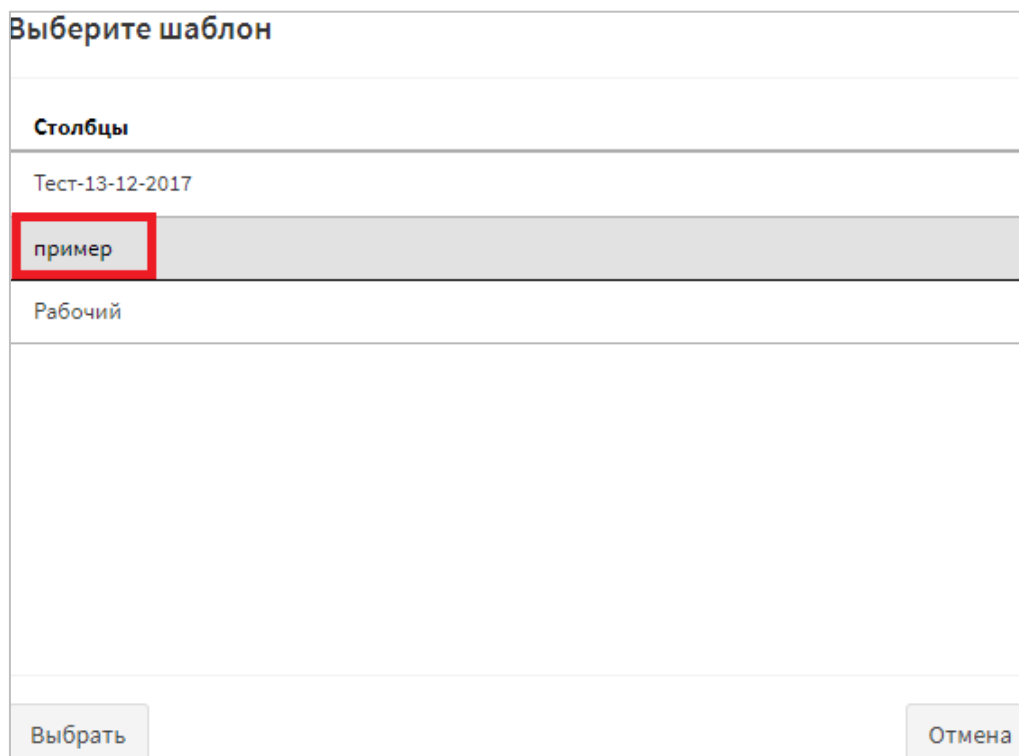 Выберите шаблон
Столбцы
Тест-13-12-2017
пример
Рабочий
Выбрать
Отмена